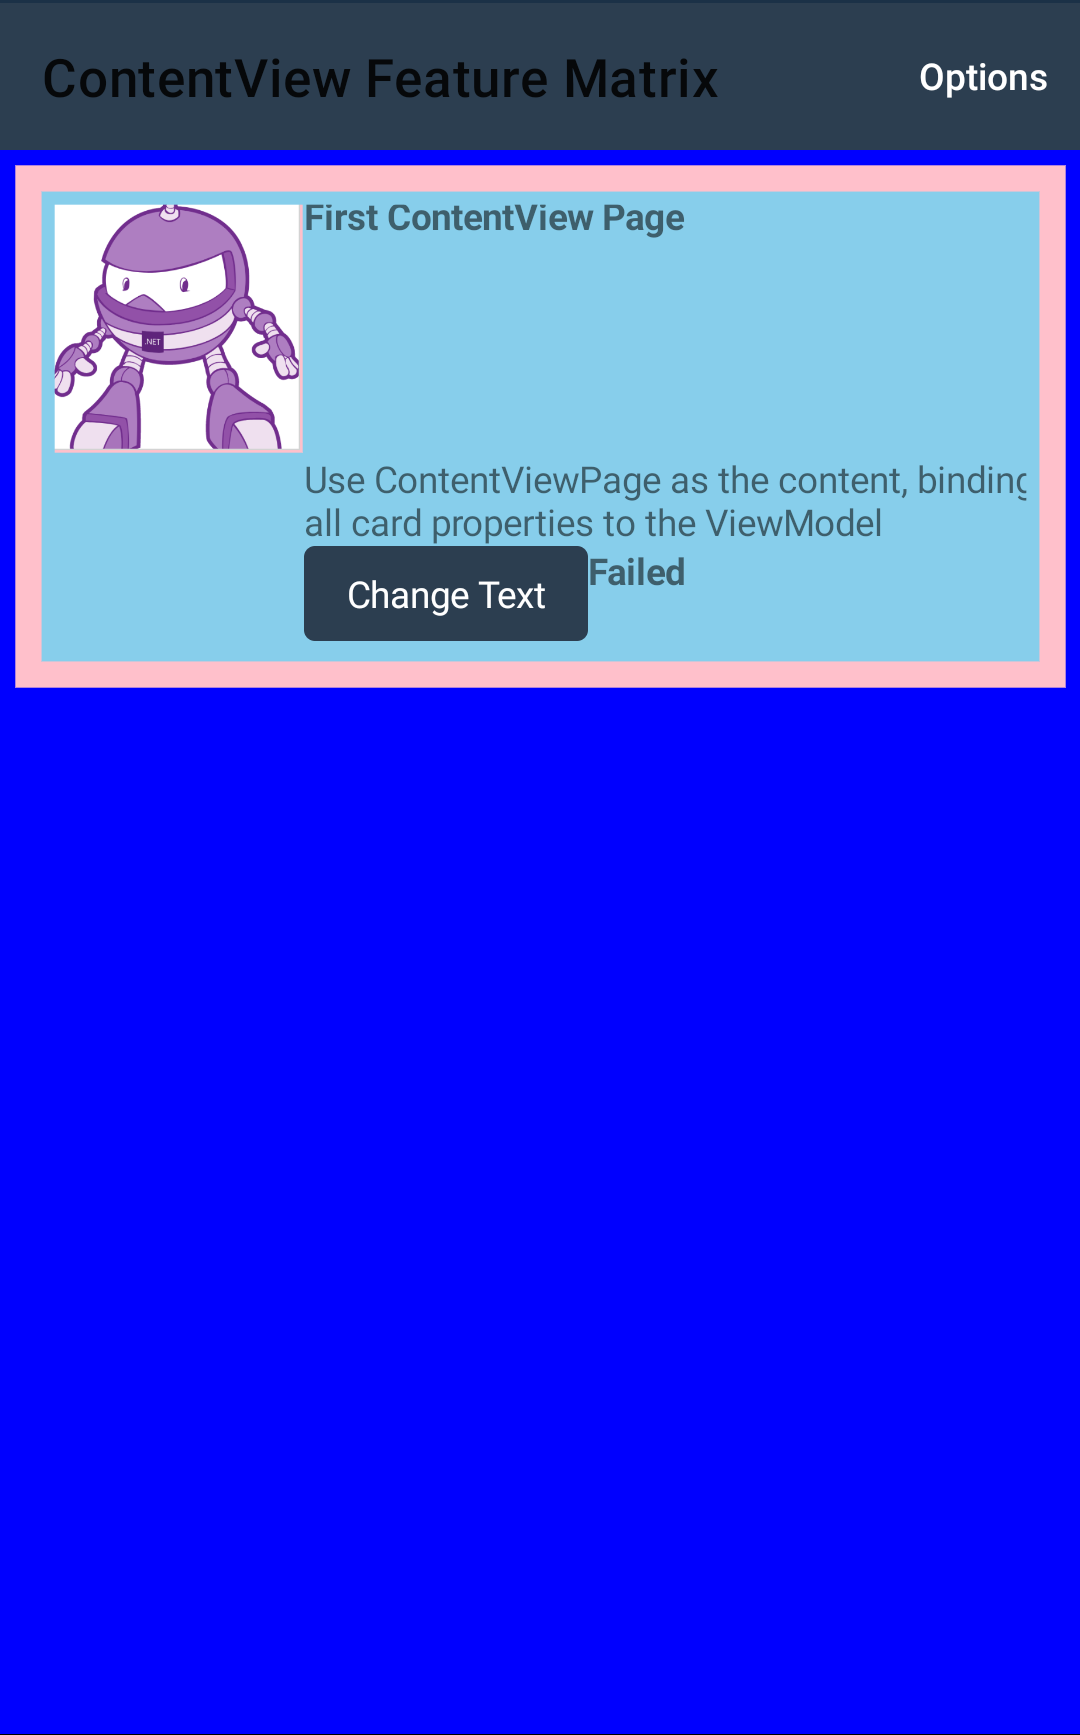 ContentView Feature Matrix
Options
First ContentView Page
.NET
Use ContentViewPage as the content, binding
all card properties to the ViewModel
Change Text
Failed